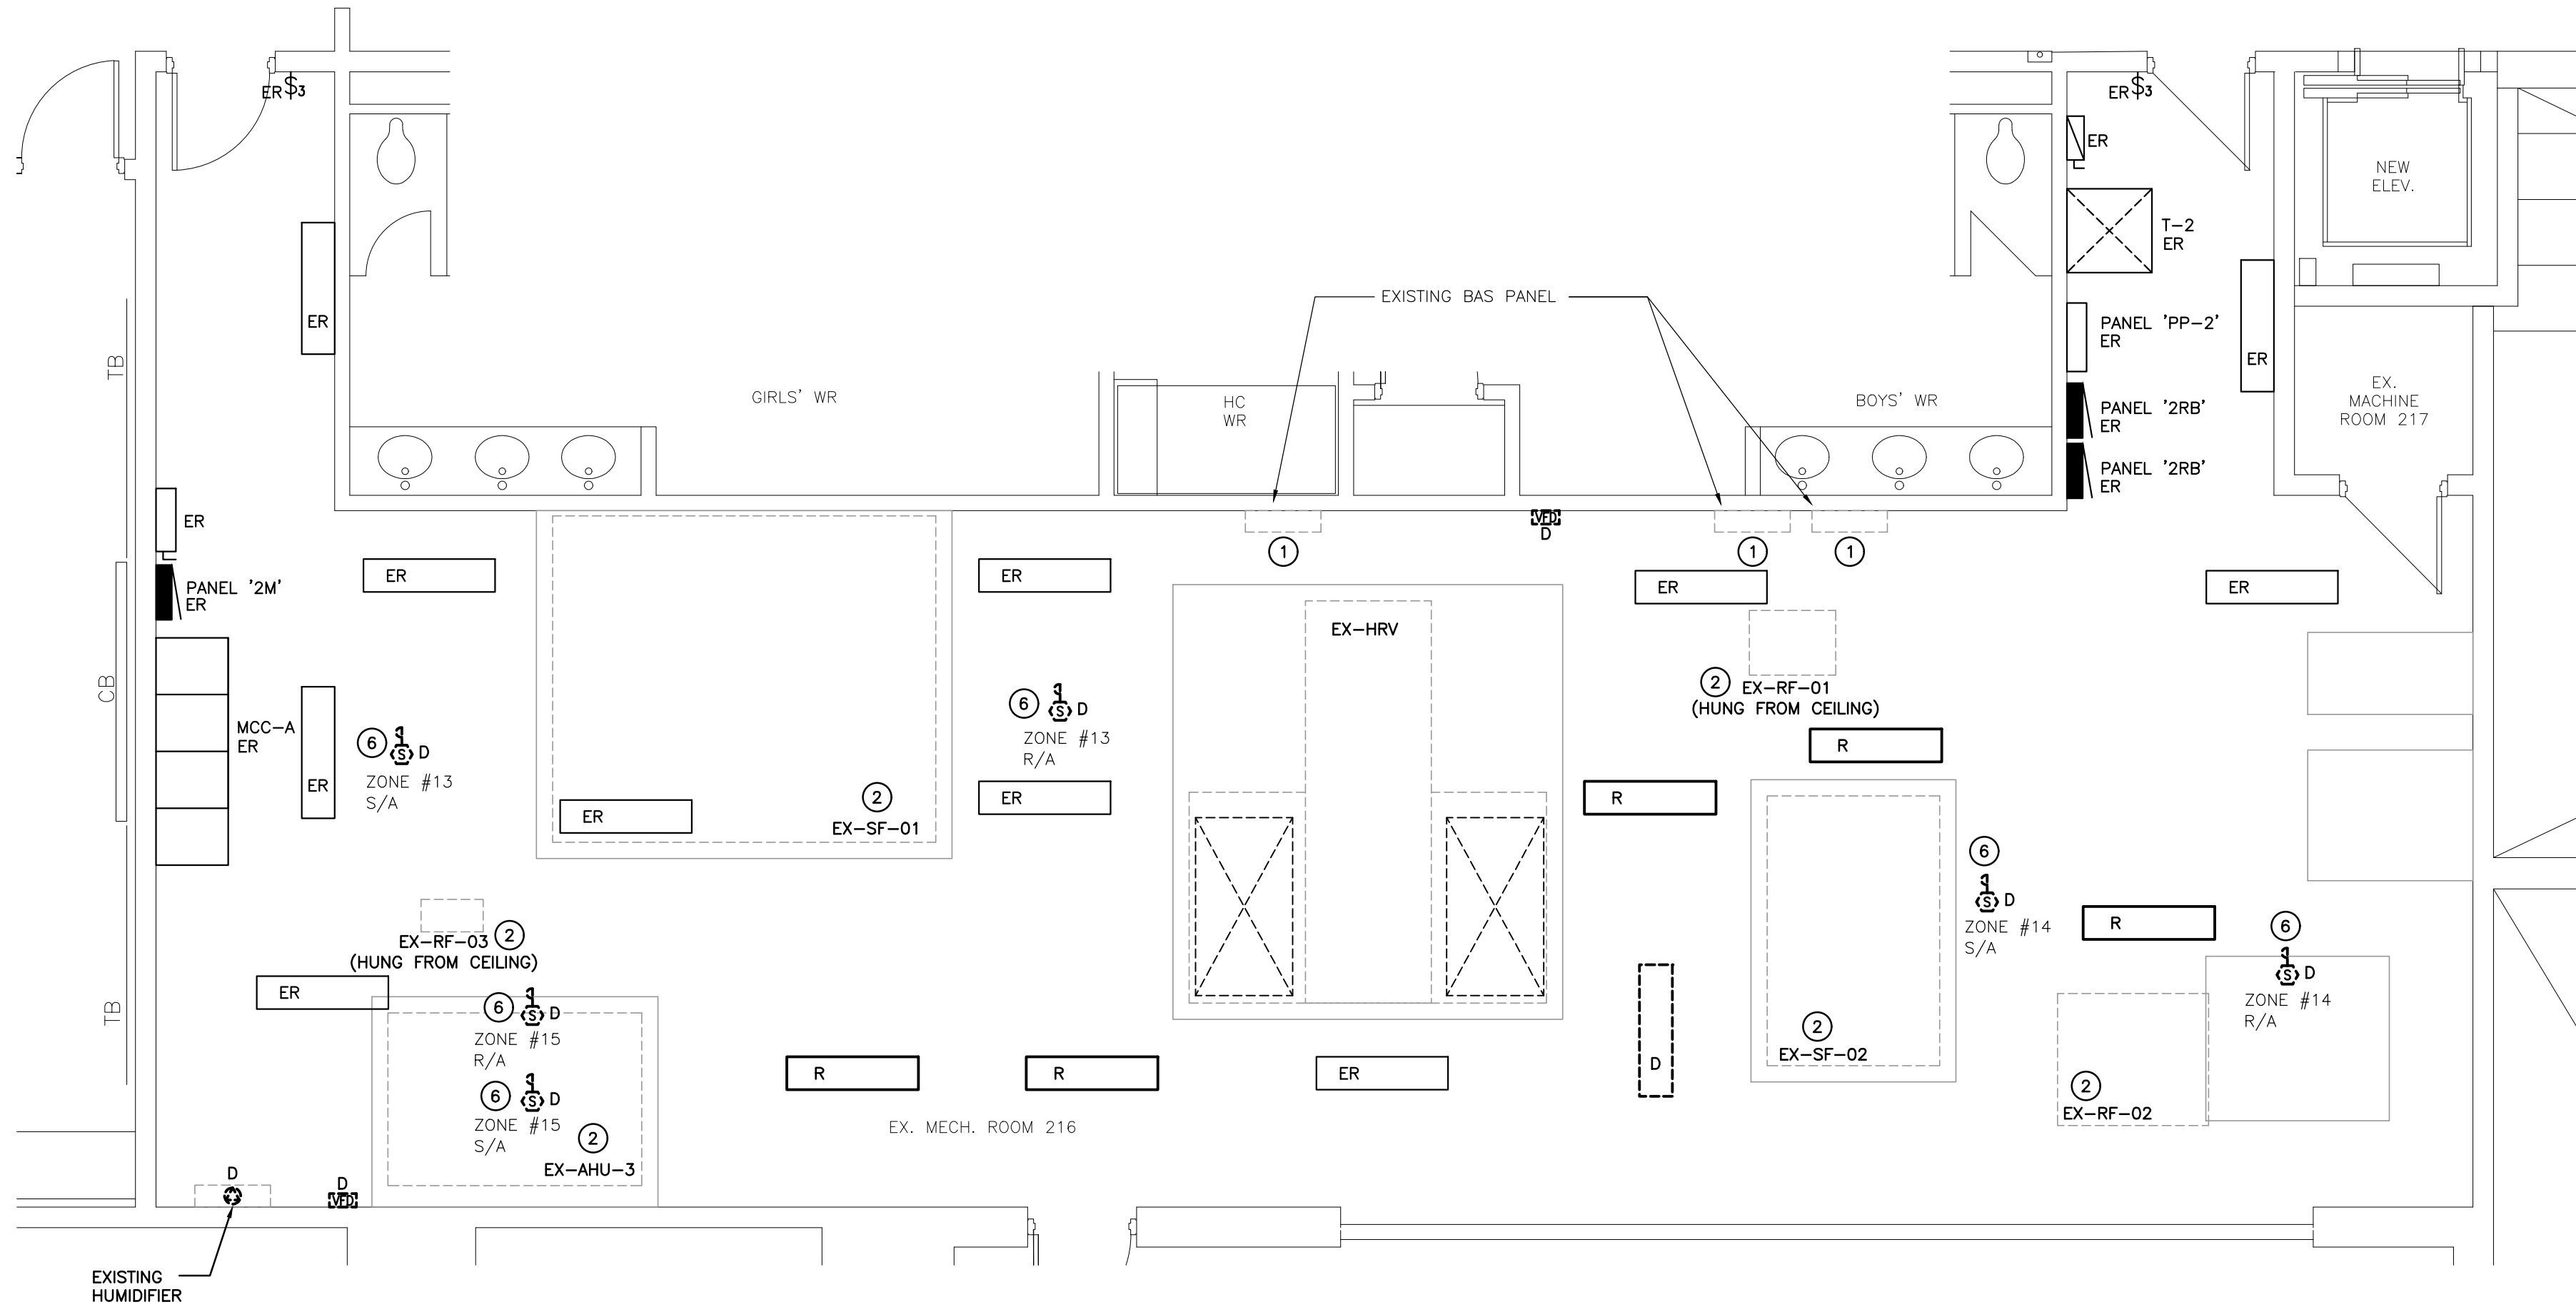 ER $3
ER $3
ER
NEW
ELEV.
T-2
ER
EXISTING BAS PANEL
ER
PANEL 'PP-2'
ER
ER
TB
GIRLS' WR
HC
WR
BOYS' WR
PANEL '2RB'
ER
EX.
MACHINE
ROOM 217
PANEL '2RB'
ER
ER
VFD
D
1
1
1
ER
ER
ER
ER
PANEL '2M'
ER
EX-HRV
CB
2 EX-RF-01
(HUNG FROM CEILING)
6 S D
ZONE #13
R/A
MCC-A
ER
6 S D
ZONE #13
S/A
R
ER
ER
R
ER
2
EX-SF-01
6
S D
ZONE #14
S/A
R
6
S D
ZONE #14
R/A
EX-RF-03 2
(HUNG FROM CEILING)
ER
TB
6 S D
ZONE #15
R/A
6 S D
ZONE #15
S/A
2
EX-AHU-3
R
R
ER
D
2
EX-SF-02
2
EX-RF-02
EX. MECH. ROOM 216
D
D
VFD
EXISTING
HUMIDIFIER